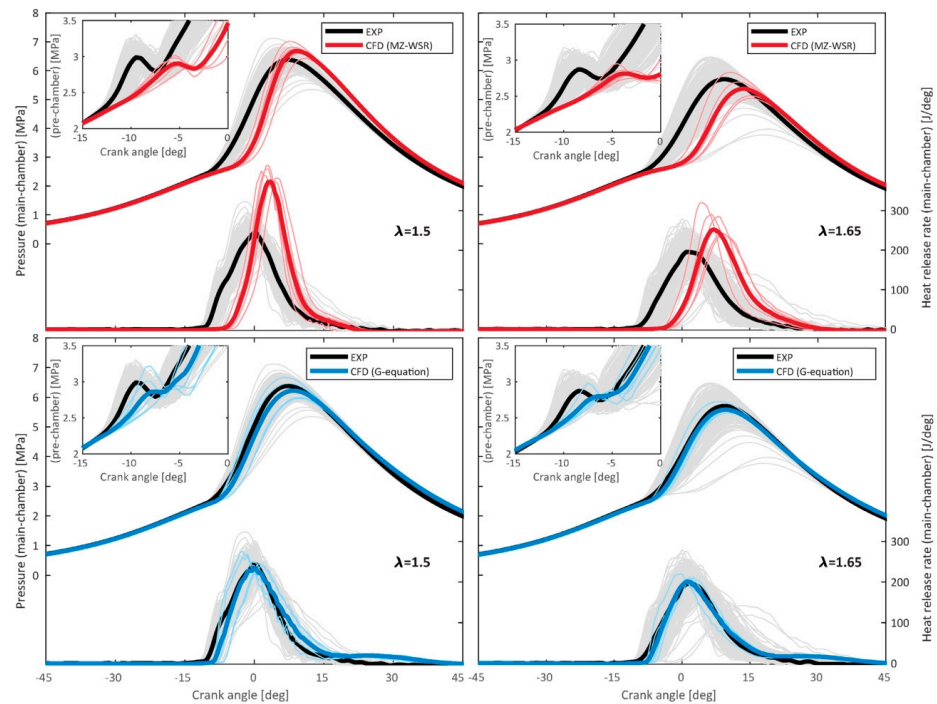 8
7
6
5
4
3
2
1
0
Pressure (main-chamber) [MPa]
3.5
3
2.5
2
(pre-chamber) [MPa]
-15 -10 -5 0
Crank angle [deg]
EXP
CFD (MZ-WSR)
λ=1.5
3.5
3
2.5
2
(pre-chamber) [MPa]
-15 -10 -5 0
Crank angle [deg]
EXP
CFD (MZ-WSR)
λ=1.65
300
200
100
0
Heat release rate (main-chamber) [J/deg]
8
7
6
5
4
3
2
1
0
Pressure (main-chamber) [MPa]
3.5
3
2.5
2
(pre-chamber) [MPa]
-15 -10 -5 0
Crank angle [deg]
EXP
CFD (G-equation)
λ=1.5
-45 -30 -15 0 15 30 45
Crank angle [deg]
3.5
3
2.5
2
(pre-chamber) [MPa]
-15 -10 -5 0
Crank angle [deg]
EXP
CFD (G-equation)
λ=1.65
300
200
100
0
Heat release rate (main-chamber) [J/deg]
-45 -30 -15 0 15 30 45
Crank angle [deg]